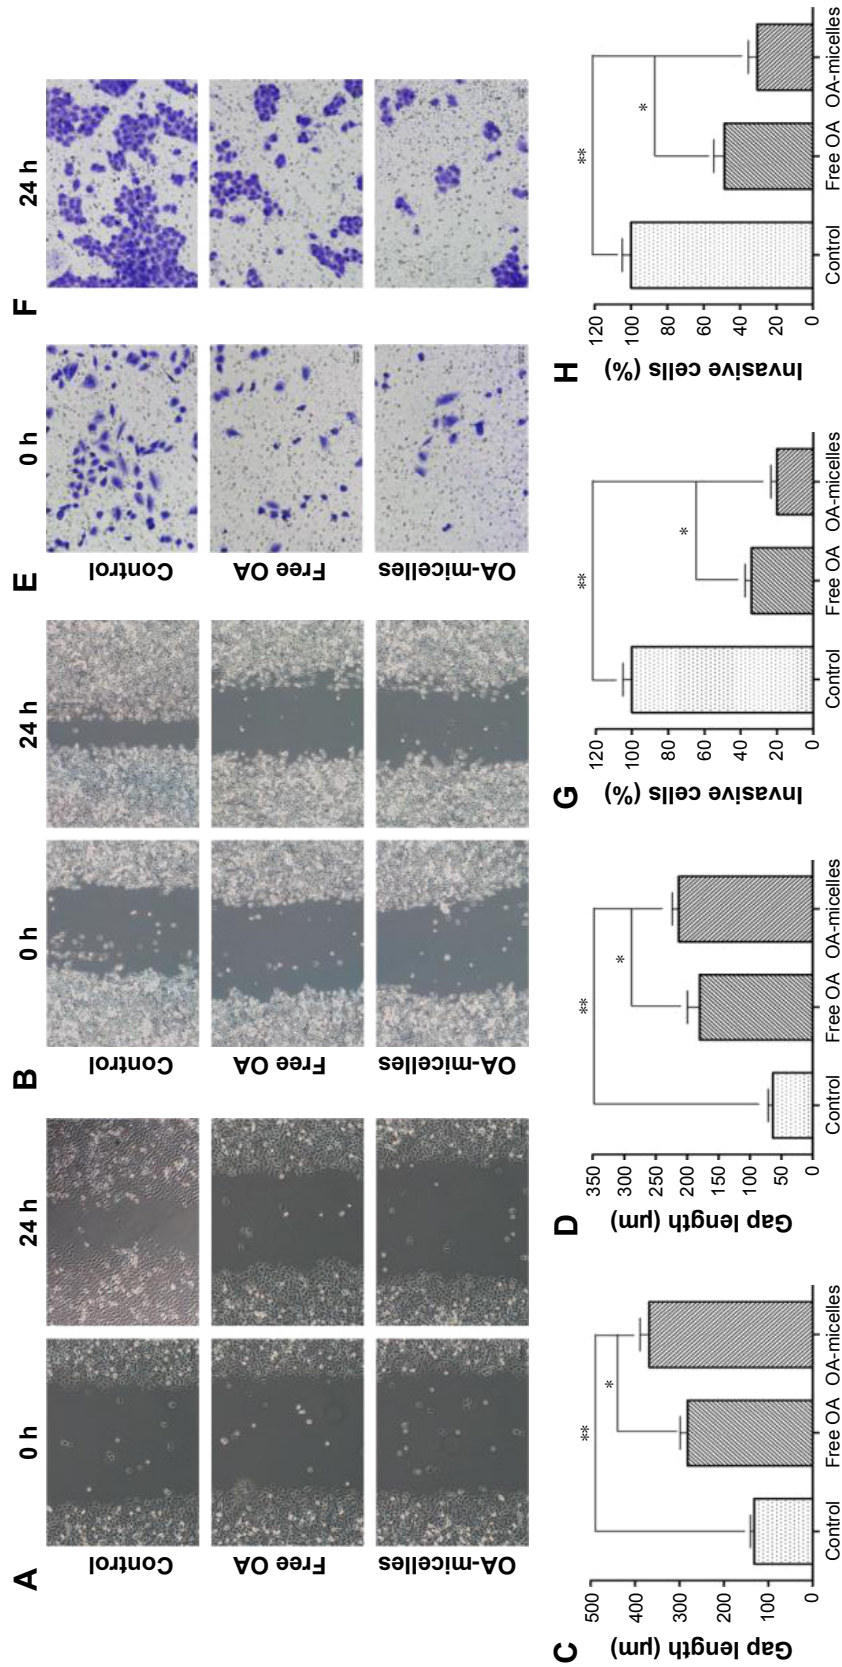 A
0 h
24 h
Control
Free OA
OA-micelles
B
0 h
24 h
Control
Free OA
OA-micelles
E
0 h
Control
Free OA
OA-micelles
F
24 h
C
Gap length (µm)
500
400
300
200
100
0
**
*
Control
Free OA
OA-micelles
D
Gap length (µm)
350
300
250
200
150
100
50
0
**
*
Control
Free OA
OA-micelles
G
Invasive cells (%)
120
100
80
60
40
20
0
**
*
Control
Free OA
OA-micelles
H
Invasive cells (%)
120
100
80
60
40
20
0
**
*
Control
Free OA
OA-micelles